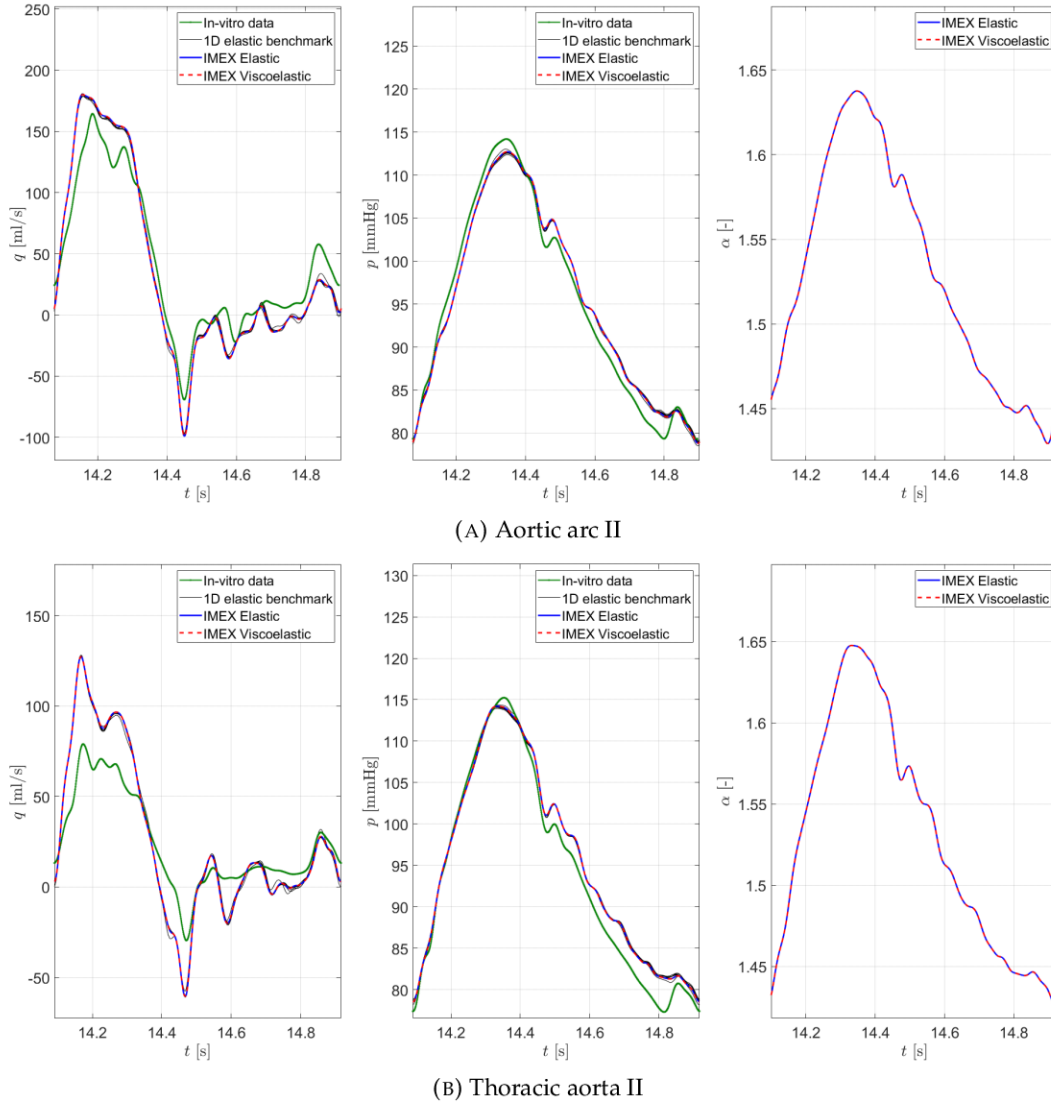 250
200
150
100
50
0
-50
-100
q [ml/s]
14.2 14.4 14.6 14.8
t [s]
In-vitro data
1D elastic benchmark
IMEX Elastic
IMEX Viscoelastic
125
120
115
110
105
100
95
90
85
80
p [mmHg]
14.2 14.4 14.6 14.8
t [s]
In-vitro data
1D elastic benchmark
IMEX Elastic
IMEX Viscoelastic
1.65
1.6
1.55
1.5
1.45
α [-]
14.2 14.4 14.6 14.8
t [s]
IMEX Elastic
IMEX Viscoelastic
(A) Aortic arc II
150
100
50
0
-50
q [ml/s]
14.2 14.4 14.6 14.8
t [s]
In-vitro data
1D elastic benchmark
IMEX Elastic
IMEX Viscoelastic
130
125
120
115
110
105
100
95
90
85
80
p [mmHg]
14.2 14.4 14.6 14.8
t [s]
In-vitro data
1D elastic benchmark
IMEX Elastic
IMEX Viscoelastic
1.65
1.6
1.55
1.5
1.45
α [-]
14.2 14.4 14.6 14.8
t [s]
IMEX Elastic
IMEX Viscoelastic
(B) Thoracic aorta II